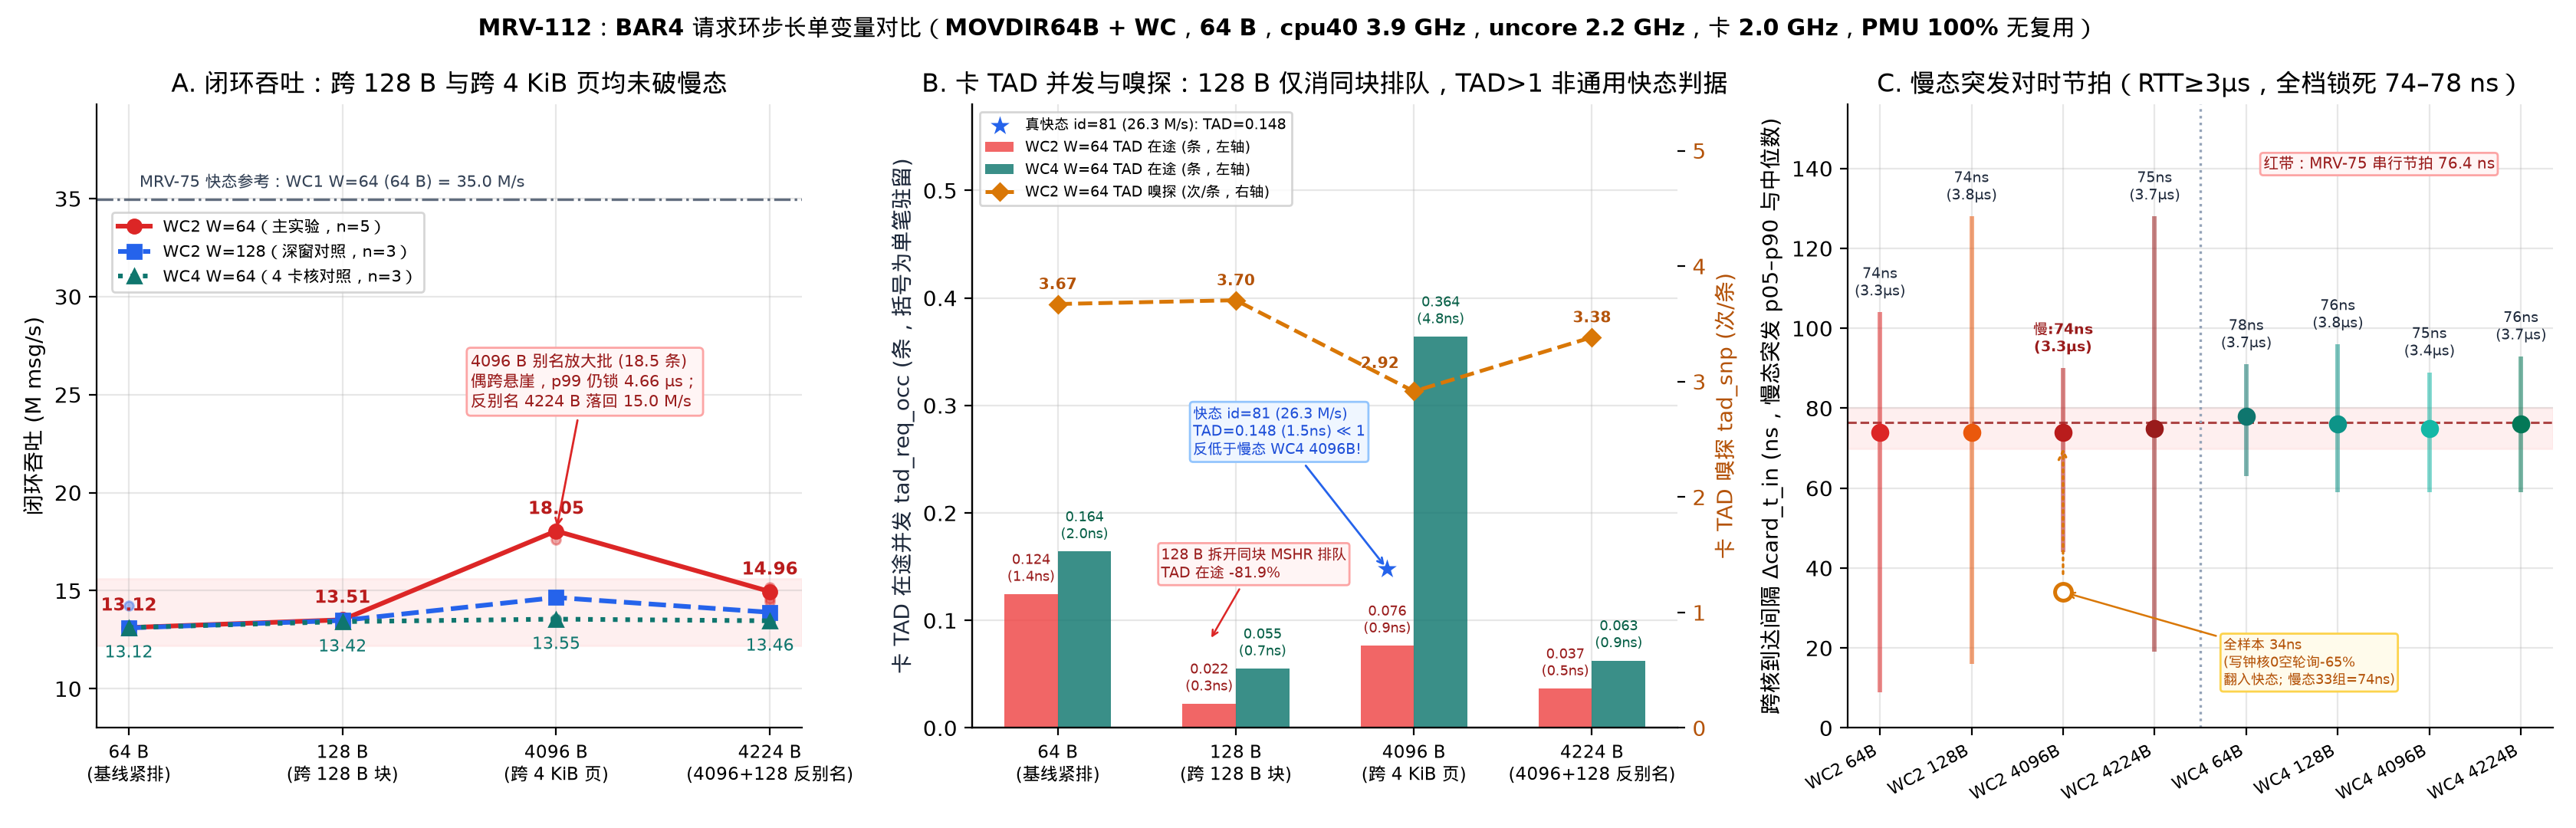 MRV-112：BAR4 请求环步长单变量对比（MOVDIR64B + WC，64 B，cpu40 3.9 GHz，uncore 2.2 GHz，卡 2.0 GHz，PMU 100% 无复用）
A. 闭环吞吐：跨 128 B 与跨 4 KiB 页均未破慢态
闭环吞吐 (M msg/s)
35
30
25
20
15
10
MRV-75 快态参考：WC1 W=64 (64 B) = 35.0 M/s
WC2 W=64（主实验，n=5）
WC2 W=128（深窗对照，n=3）
WC4 W=64（4 卡核对照，n=3）
4096 B 别名放大批 (18.5 条)
偶跨悬崖，p99 仍锁 4.66 µs；
反别名 4224 B 落回 15.0 M/s
13.12
13.51
18.05
14.96
13.12
13.42
13.55
13.46
64 B
(基线紧排)
128 B
(跨 128 B 块)
4096 B
(跨 4 KiB 页)
4224 B
(4096+128 反别名)
B. 卡 TAD 并发与嗅探：128 B 仅消同块排队，TAD>1 非通用快态判据
卡 TAD 在途并发 tad_req_occ (条，括号为单笔驻留)
0.5
0.4
0.3
0.2
0.1
0.0
真快态 id=81 (26.3 M/s): TAD=0.148
WC2 W=64 TAD 在途 (条，左轴)
WC4 W=64 TAD 在途 (条，左轴)
WC2 W=64 TAD 嗅探 (次/条，右轴)
3.67
3.70
2.92
3.38
0.364
(4.8ns)
快态 id=81 (26.3 M/s)
TAD=0.148 (1.5ns) ≪ 1
反低于慢态 WC4 4096B!
128 B 拆开同块 MSHR 排队
TAD 在途 -81.9%
0.124
(1.4ns)
0.164
(2.0ns)
0.022
(0.3ns)
0.055
(0.7ns)
0.076
(0.9ns)
0.037
(0.5ns)
0.063
(0.9ns)
5
4
3
2
1
0
卡 TAD 嗅探 tad_snp (次/条)
64 B
(基线紧排)
128 B
(跨 128 B 块)
4096 B
(跨 4 KiB 页)
4224 B
(4096+128 反别名)
C. 慢态突发对时节拍（RTT≥3µs，全档锁死 74–78 ns）
跨核到达间隔 Δcard_t_in (ns，慢态突发 p05–p90 与中位数)
140
120
100
80
60
40
20
0
红带：MRV-75 串行节拍 76.4 ns
74ns
(3.3µs)
74ns
(3.8µs)
慢:74ns
(3.3µs)
75ns
(3.7µs)
78ns
(3.7µs)
76ns
(3.8µs)
75ns
(3.4µs)
76ns
(3.7µs)
全样本 34ns
(写钟核0空轮询-65%
翻入快态; 慢态33组=74ns)
WC2 64B
WC2 128B
WC2 4096B
WC2 4224B
WC4 64B
WC4 128B
WC4 4096B
WC4 4224B